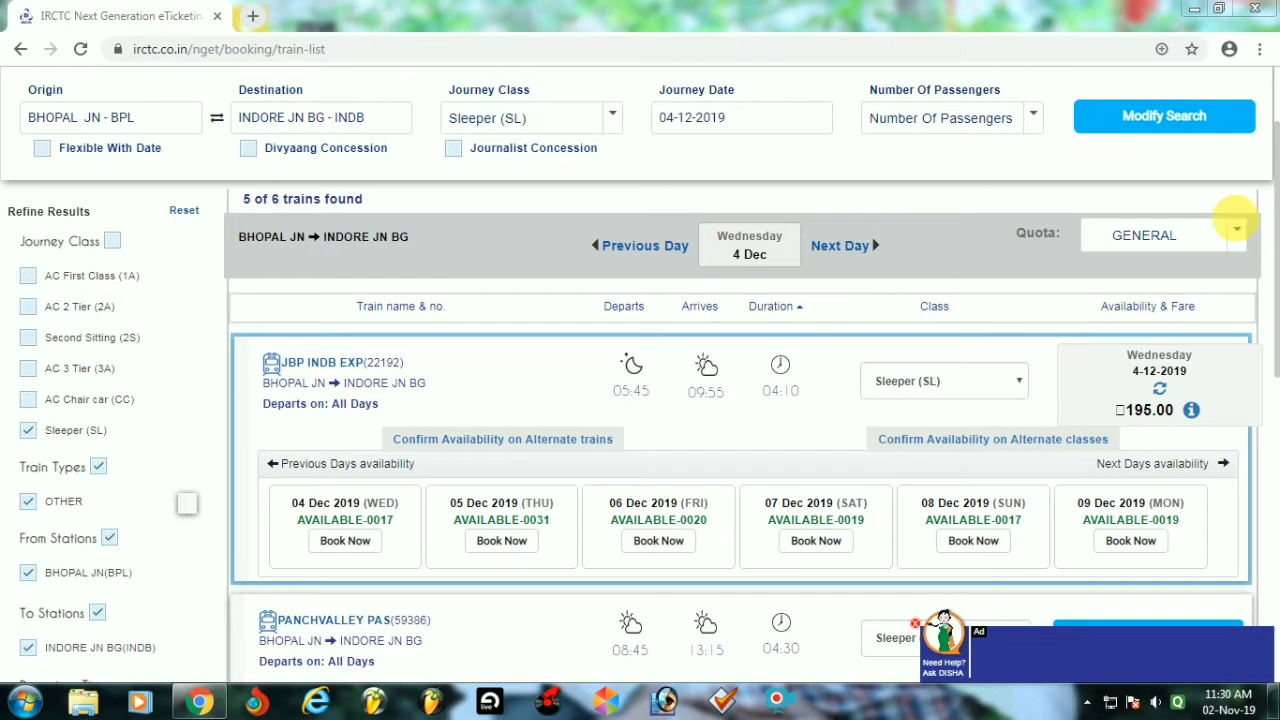 IRCTC Next Generation eTicketin
irctc.co.in/nget/booking/train-list
Origin
Destination
Journey Class
Journey Date
Number Of Passengers
BHOPAL JN - BPL
INDORE JN BG - INDB
Sleeper (SL)
04-12-2019
Number Of Passengers
Modify Search
Flexible With Date
Divyaang Concession
Journalist Concession
5 of 6 trains found
Refine Results
Reset
BHOPAL JN ➔ INDORE JN BG
Previous Day
Wednesday
4 Dec
Next Day
Quota:
GENERAL
Journey Class
AC First Class (1A)
AC 2 Tier (2A)
Second Sitting (2S)
AC 3 Tier (3A)
AC Chair car (CC)
Sleeper (SL)
Train Types
OTHER
From Stations
BHOPAL JN(BPL)
To Stations
INDORE JN BG(INDB)
Train name & no.
Departs
Arrives
Duration
Class
Availability & Fare
JBP INDB EXP(22192)
BHOPAL JN ➔ INDORE JN BG
Departs on: All Days
05:45
09:55
04:10
Sleeper (SL)
Wednesday
4-12-2019
195.00
Confirm Availability on Alternate trains
Confirm Availability on Alternate classes
Previous Days availability
Next Days availability
04 Dec 2019 (WED)
AVAILABLE-0017
Book Now
05 Dec 2019 (THU)
AVAILABLE-0031
Book Now
06 Dec 2019 (FRI)
AVAILABLE-0020
Book Now
07 Dec 2019 (SAT)
AVAILABLE-0019
Book Now
08 Dec 2019 (SUN)
AVAILABLE-0017
Book Now
09 Dec 2019 (MON)
AVAILABLE-0019
Book Now
PANCHVALLEY PAS(59386)
BHOPAL JN ➔ INDORE JN BG
Departs on: All Days
08:45
13:15
04:30
Sleeper
Ad
Need Help?
Ask DISHA
live
11:30 AM
02-Nov-19